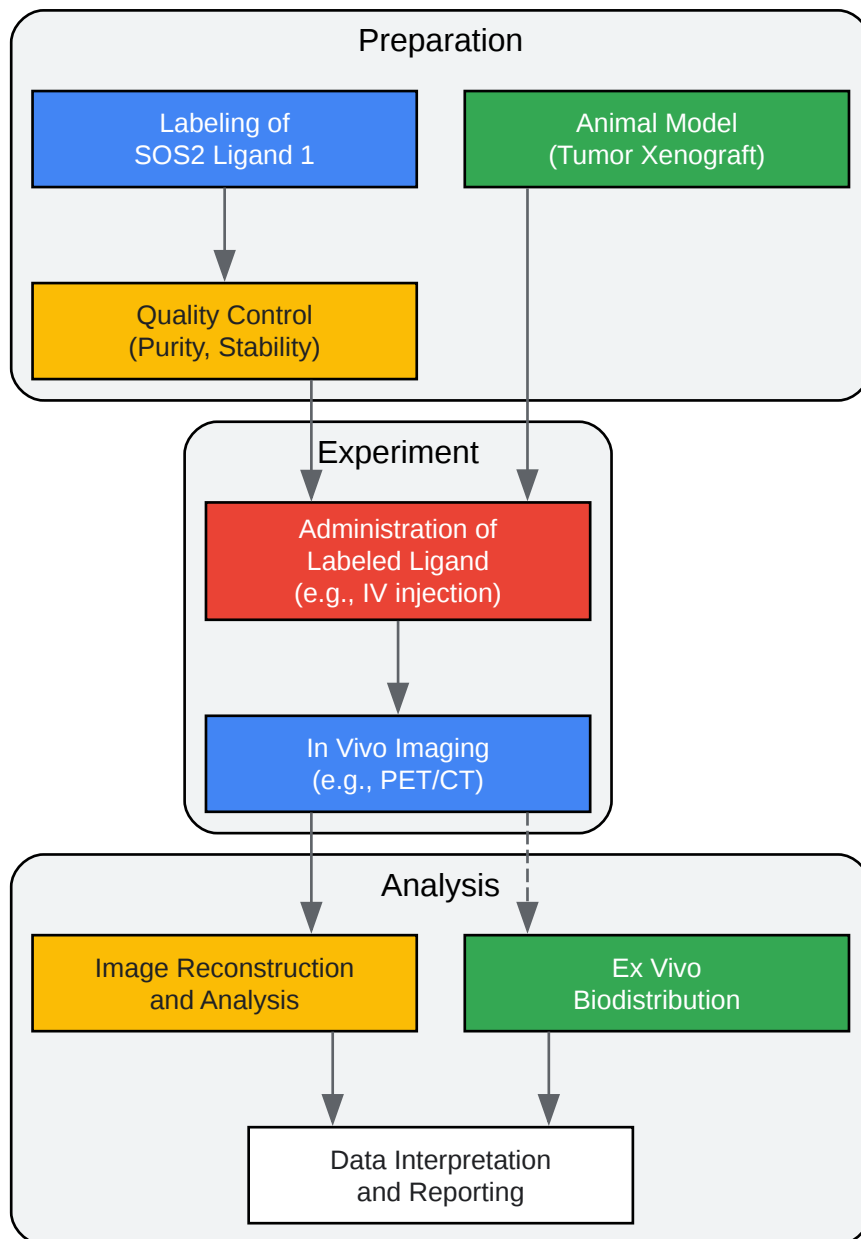 Preparation
Labeling of
SOS2 Ligand 1
Animal Model
(Tumor Xenograft)
Quality Control
(Purity, Stability)
Experiment
Administration of
Labeled Ligand
(e.g., IV injection)
In Vivo Imaging
(e.g., PET/CT)
Analysis
Image Reconstruction
and Analysis
Ex Vivo
Biodistribution
Data Interpretation
and Reporting